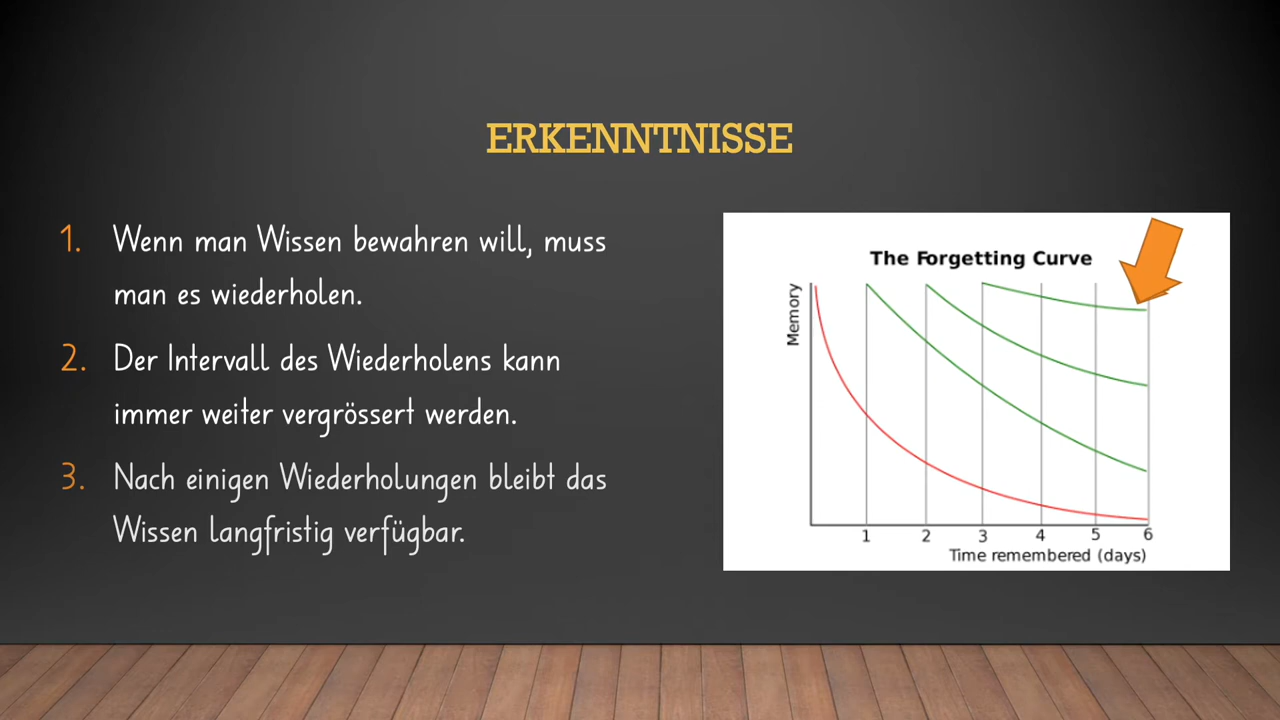 ERKENNTNISSE
1. Wenn man Wissen bewahren will, muss
man es wiederholen.
2. Der Intervall des Wiederholens kann
immer weiter vergrössert werden.
3. Nach einigen Wiederholungen bleibt das
Wissen langfristig verfügbar.
The Forgetting Curve
Memory
1 2 3 4 5 6
Time remembered (days)